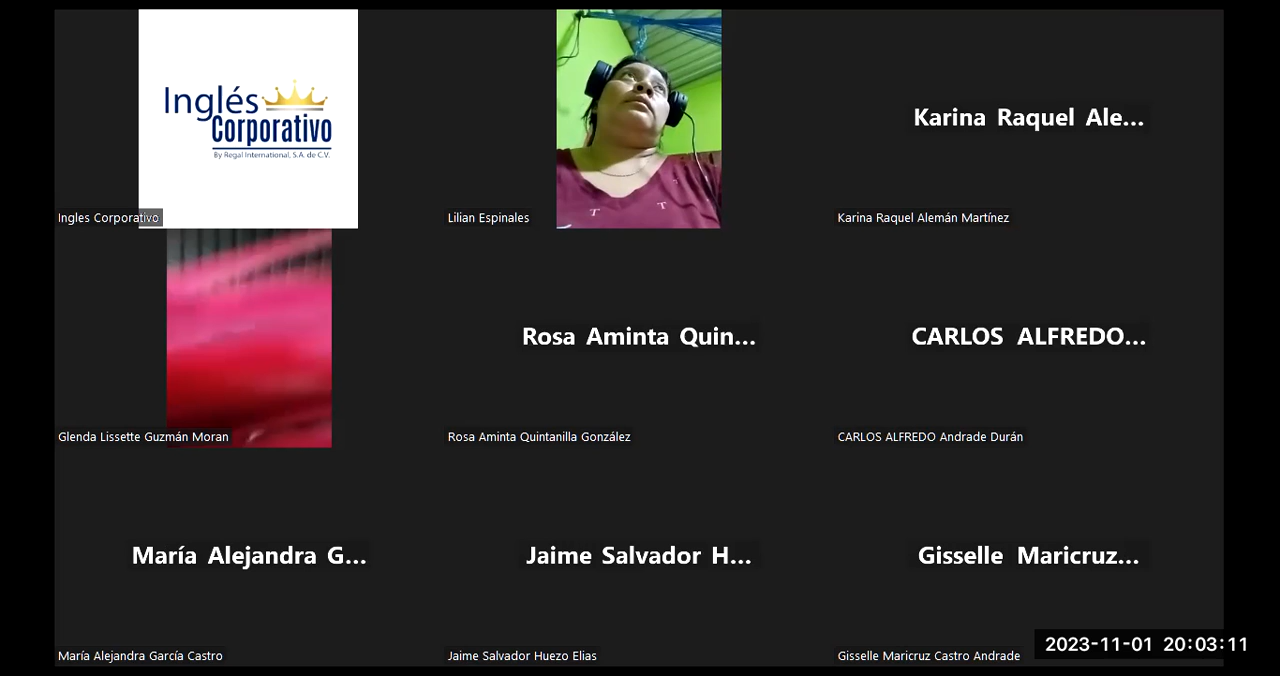 Inglés
Corporativo
By Regal International, S.A. de C.V.
Ingles Corporativo
Lilian Espinales
Karina Raquel Ale...
Karina Raquel Alemán Martínez
Glenda Lissette Guzmán Moran
Rosa Aminta Quin...
Rosa Aminta Quintanilla González
CARLOS ALFREDO...
CARLOS ALFREDO Andrade Durán
María Alejandra G...
María Alejandra García Castro
Jaime Salvador H...
Jaime Salvador Huezo Elias
Gisselle Maricruz...
Gisselle Maricruz Castro Andrade
2023-11-01 20:03:11